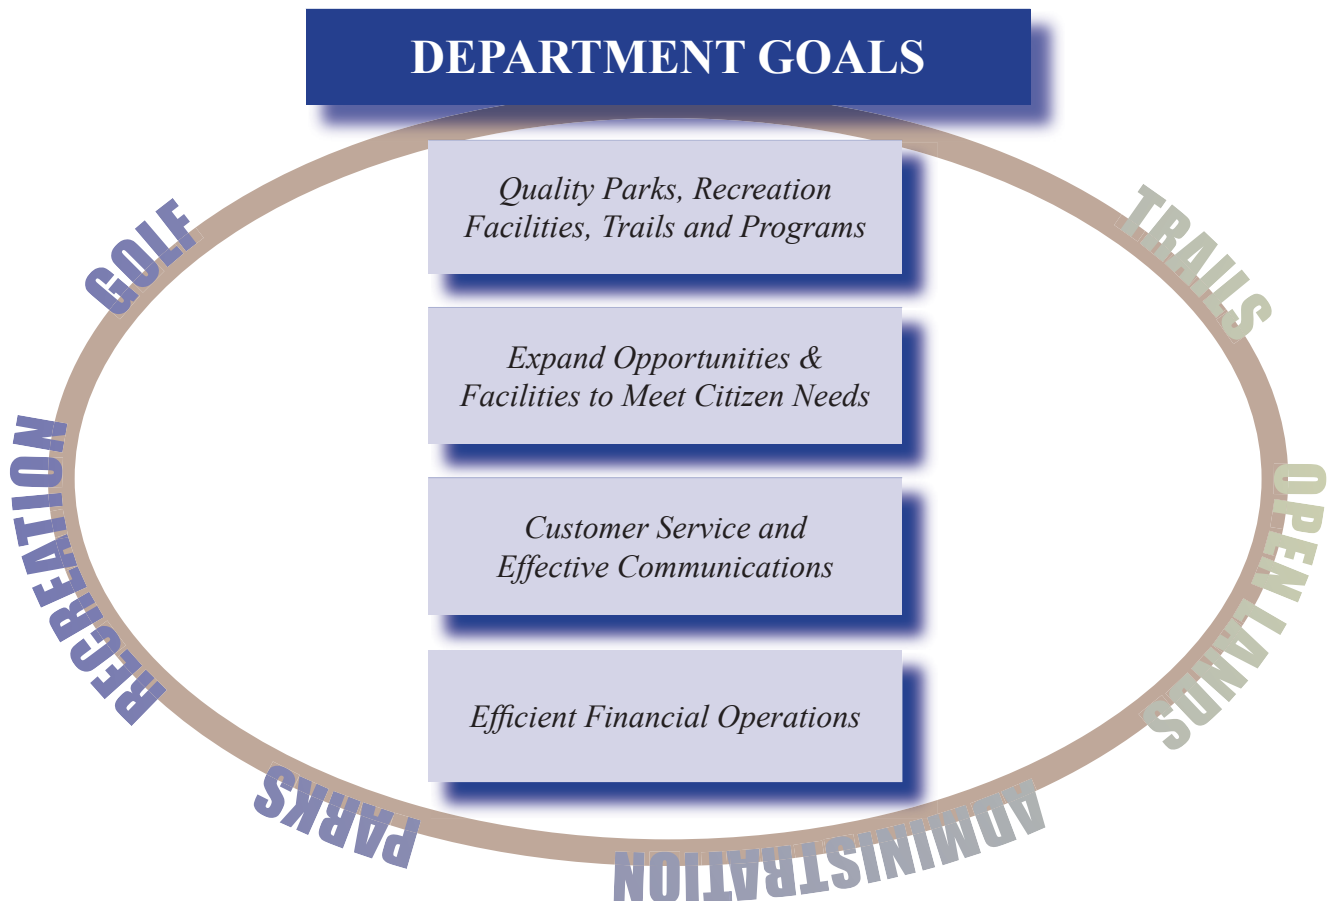 DEPARTMENT GOALS
Quality Parks, Recreation
Facilities, Trails and Programs
Expand Opportunities &
Facilities to Meet Citizen Needs
Customer Service and
Effective Communications
Efficient Financial Operations
GOLF
TRAILS
OPEN LANDS
ADMINISTRATION
PARKS
RECREATION